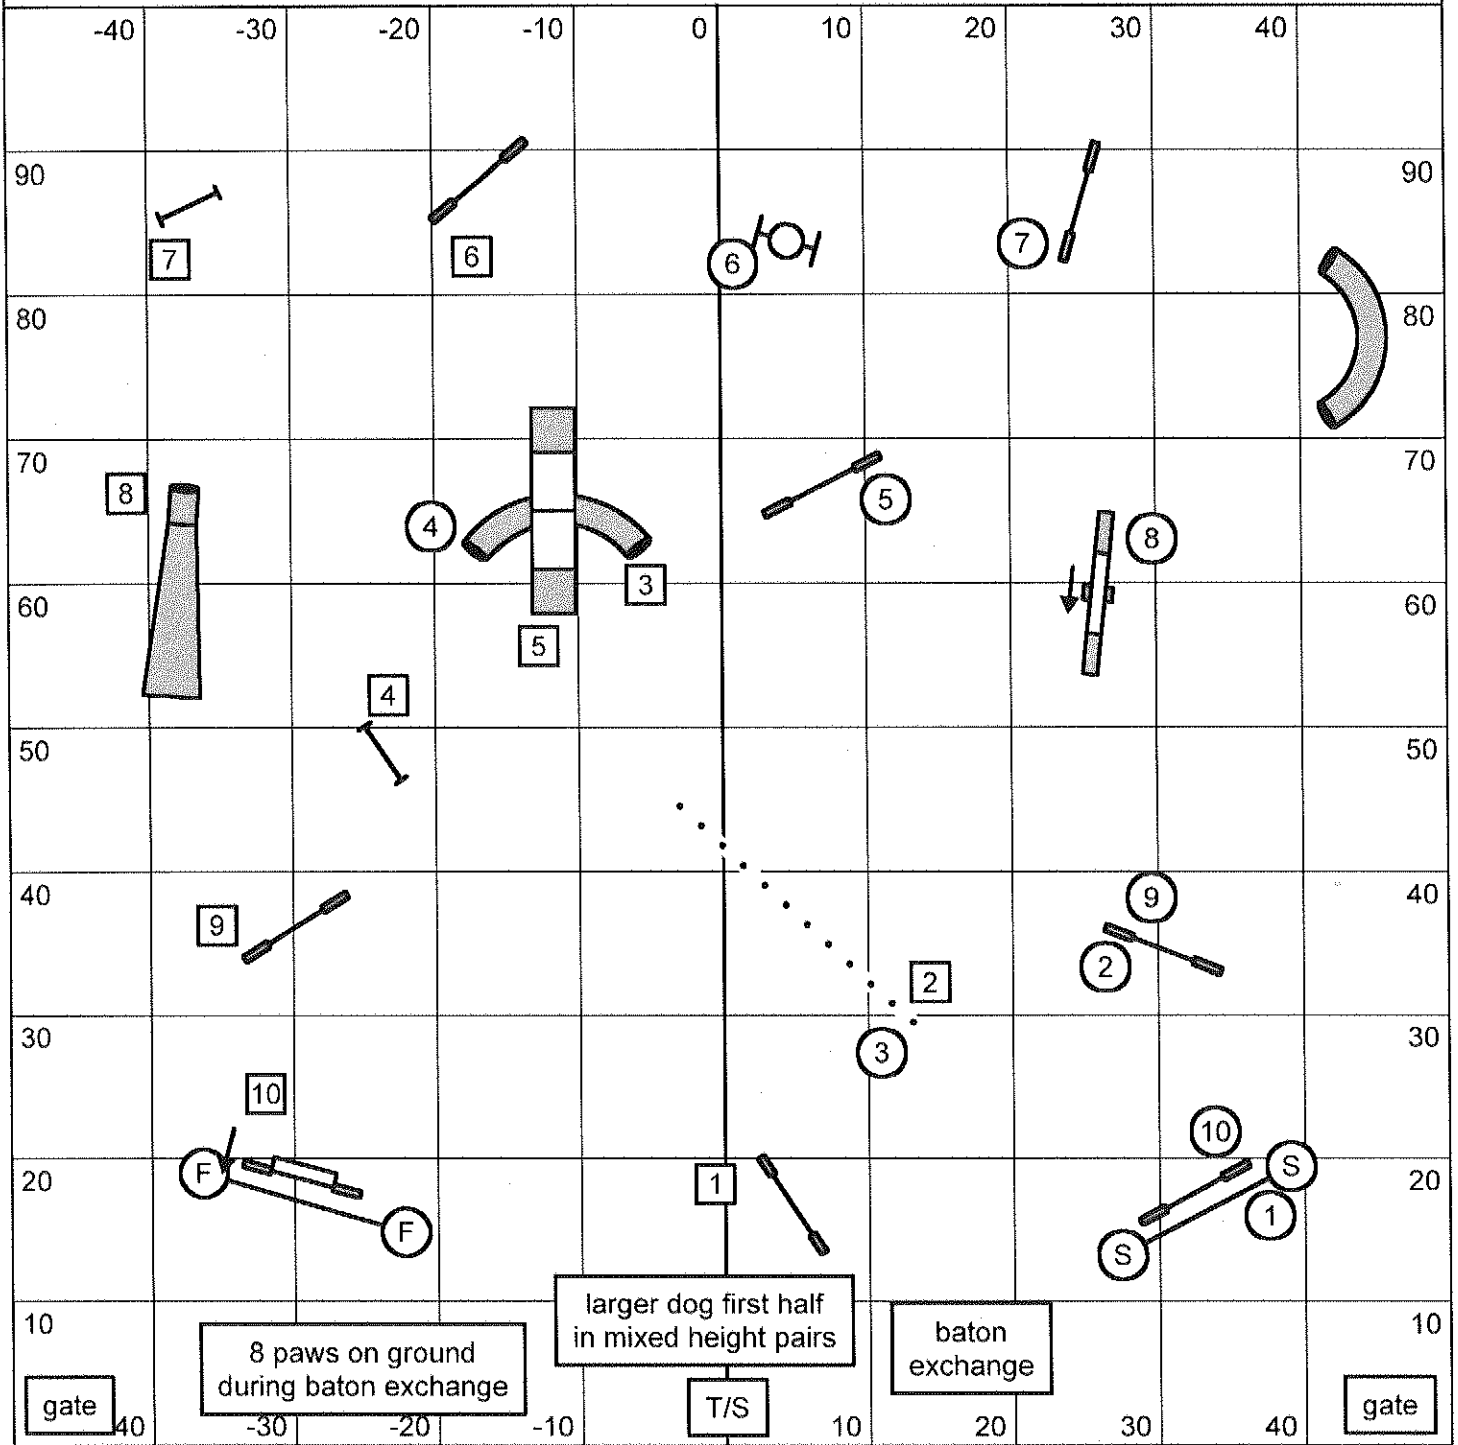 -40 -30 -20 -10 0 10 20 30 40
90 90
7 6 6 7
80 80
70 70
8 4 5 8
3
60 60
5
4
50 50
40 40
9 9
2 2
30 3 30
10 10
F S
20 1 20
F S 1
larger dog first half
in mixed height pairs
10 10
8 paws on ground
during baton exchange
baton
exchange
gate T/S gate
40 -30 -20 -10 10 20 30 40